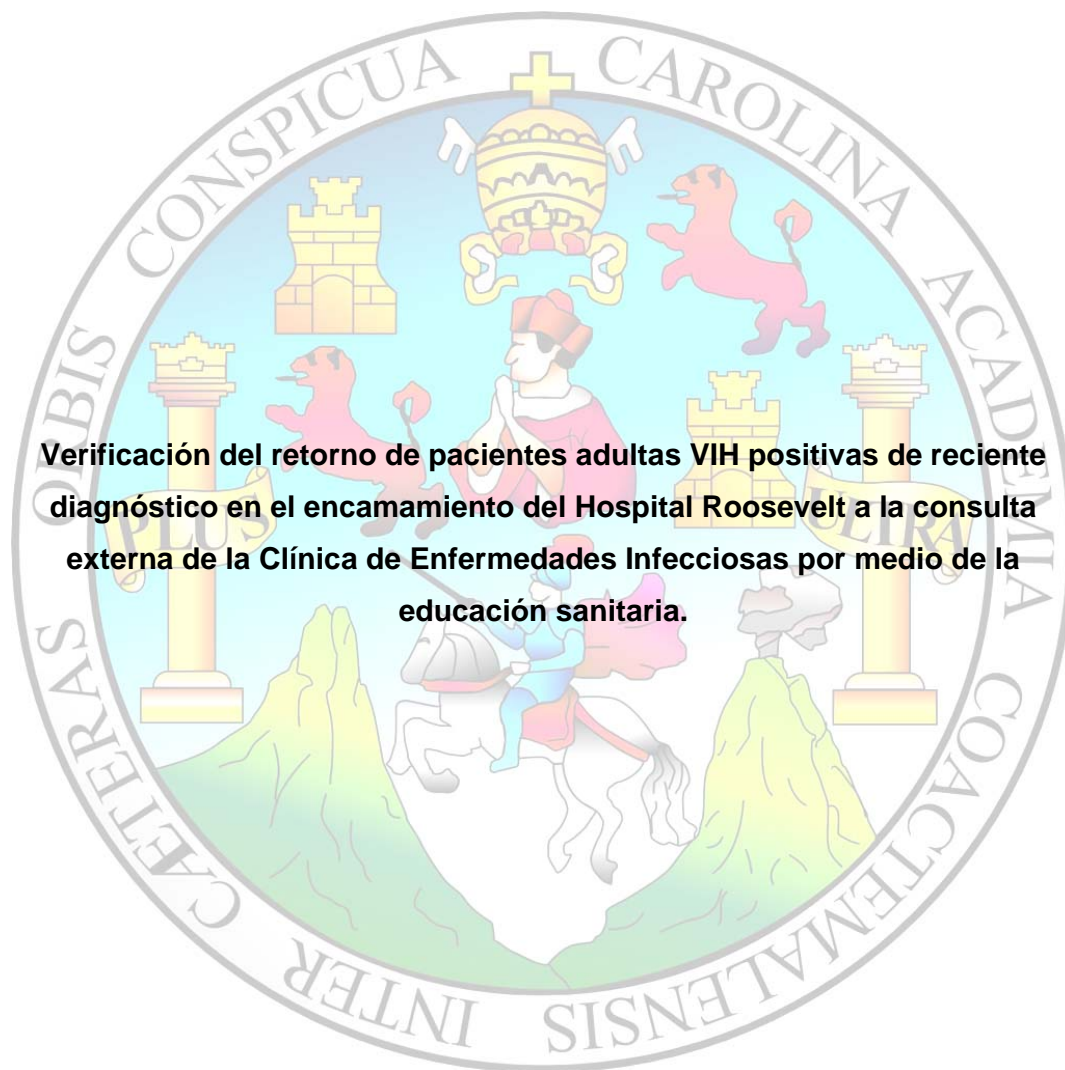 Verificación del retorno de pacientes adultas VIH positivas de reciente
diagnóstico en el encamamiento del Hospital Roosevelt a la consulta
externa de la Clínica de Enfermedades Infecciosas por medio de la
educación sanitaria.
CETERAS ORBIS CONSPICUA CAROLINA ACADEMIA COACTEMALENSIS INTER
PLUS
ULTRA